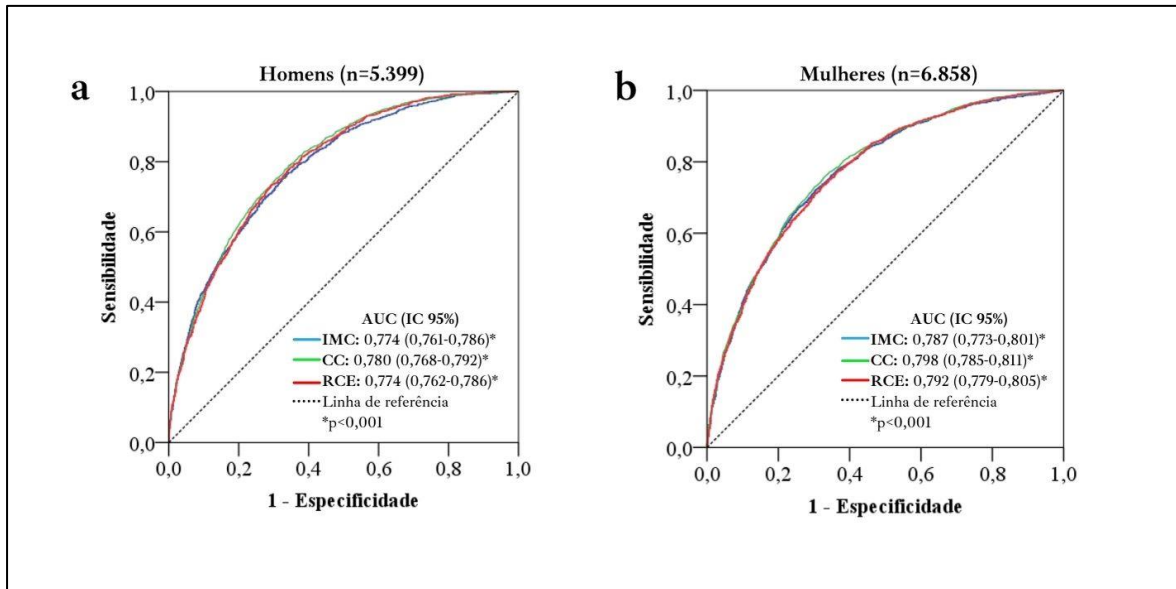 a
Homens (n=5.399)
1,0
0,8
0,6
0,4
0,2
0,0
Sensibilidade
AUC (IC 95%)
IMC: 0,774 (0,761-0,786)*
CC: 0,780 (0,768-0,792)*
RCE: 0,774 (0,762-0,786)*
Linha de referência
*p<0,001
0,0 0,2 0,4 0,6 0,8 1,0
1 - Especificidade
b
Mulheres (n=6.858)
1,0
0,8
0,6
0,4
0,2
0,0
Sensibilidade
AUC (IC 95%)
IMC: 0,787 (0,773-0,801)*
CC: 0,798 (0,785-0,811)*
RCE: 0,792 (0,779-0,805)*
Linha de referência
*p<0,001
0,0 0,2 0,4 0,6 0,8 1,0
1 - Especificidade